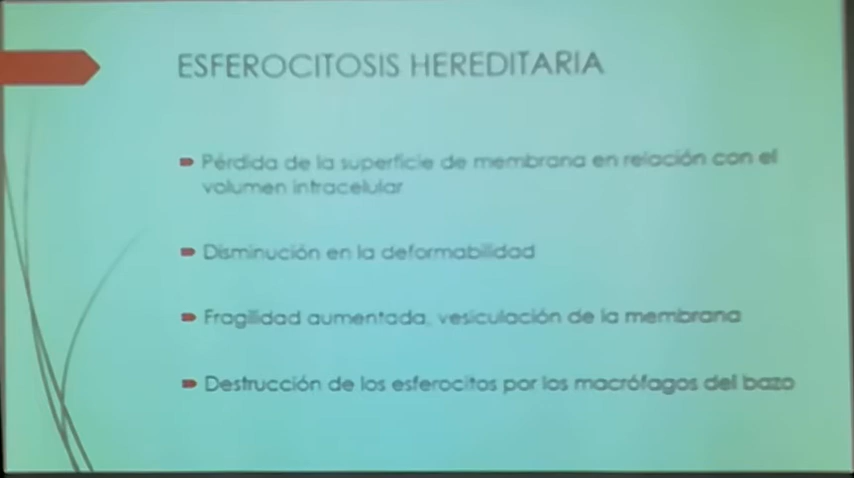 ESFEROCITOSIS HEREDITARIA
Pérdida de la superficie de membrana en relación con el
volumen intracelular
Disminución en la deformabilidad
Fragilidad aumentada, vesiculación de la membrana
Destrucción de los esferocitos por los macrófagos del bazo